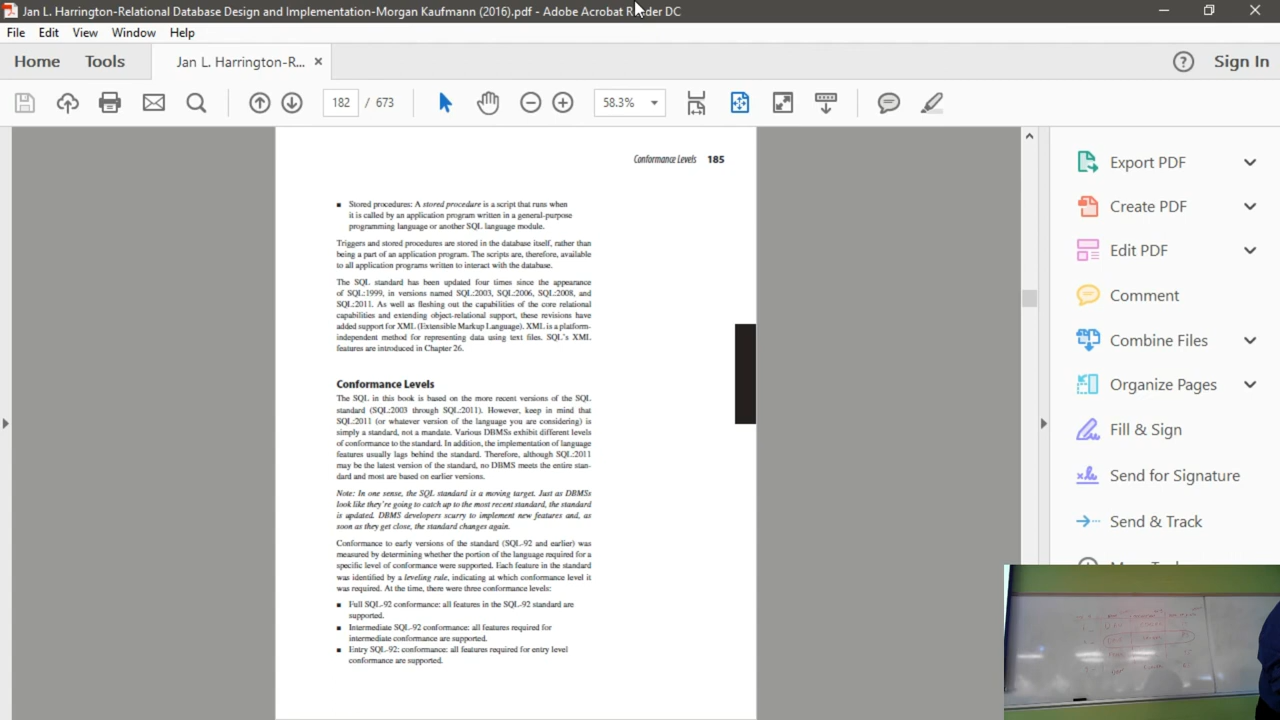 Jan L. Harrington-Relational Database Design and Implementation-Morgan Kaufmann (2016).pdf - Adobe Acrobat Reader DC
File Edit View Window Help
Home Tools Jan L. Harrington-R... × Sign In
182 / 673 58.3%
Conformance Levels 185
▪ Stored procedures: A stored procedure is a script that runs when
it is called by an application program written in a general-purpose
programming language or another SQL language module.
Triggers and stored procedures are stored in the database itself, rather than
being a part of an application program. The scripts are, therefore, available
to all application programs written to interact with the database.
The SQL standard has been updated four times since the appearance
of SQL:1999, in versions named SQL:2003, SQL:2006, SQL:2008, and
SQL:2011. As well as fleshing out the capabilities of the core relational
capabilities and extending object-relational support, these revisions have
added support for XML (Extensible Markup Language). XML is a platform-
independent method for representing data using text files. SQL's XML
features are introduced in Chapter 26.
Conformance Levels
The SQL in this book is based on the more recent versions of the SQL
standard (SQL:2003 through SQL:2011). However, keep in mind that
SQL:2011 (or whatever version of the language you are considering) is
simply a standard, not a mandate. Various DBMSs exhibit different levels
of conformance to the standard. In addition, the implementation of language
features usually lags behind the standard. Therefore, although SQL:2011
may be the latest version of the standard, no DBMS meets the entire stan-
dard and most are based on earlier versions.
Note: In one sense, the SQL standard is a moving target. Just as DBMSs
look like they're going to catch up to the most recent standard, the standard
is updated. DBMS developers scurry to implement new features and, as
soon as they get close, the standard changes again.
Conformance to early versions of the standard (SQL-92 and earlier) was
measured by determining whether the portion of the language required for a
specific level of conformance were supported. Each feature in the standard
was identified by a leveling rule, indicating at which conformance level it
was required. At the time, there were three conformance levels:
▪ Full SQL-92 conformance: all features in the SQL-92 standard are
supported.
▪ Intermediate SQL-92 conformance: all features required for
intermediate conformance are supported.
▪ Entry SQL-92: conformance: all features required for entry level
conformance are supported.
Export PDF
Create PDF
Edit PDF
Comment
Combine Files
Organize Pages
Fill & Sign
Send for Signature
Send & Track